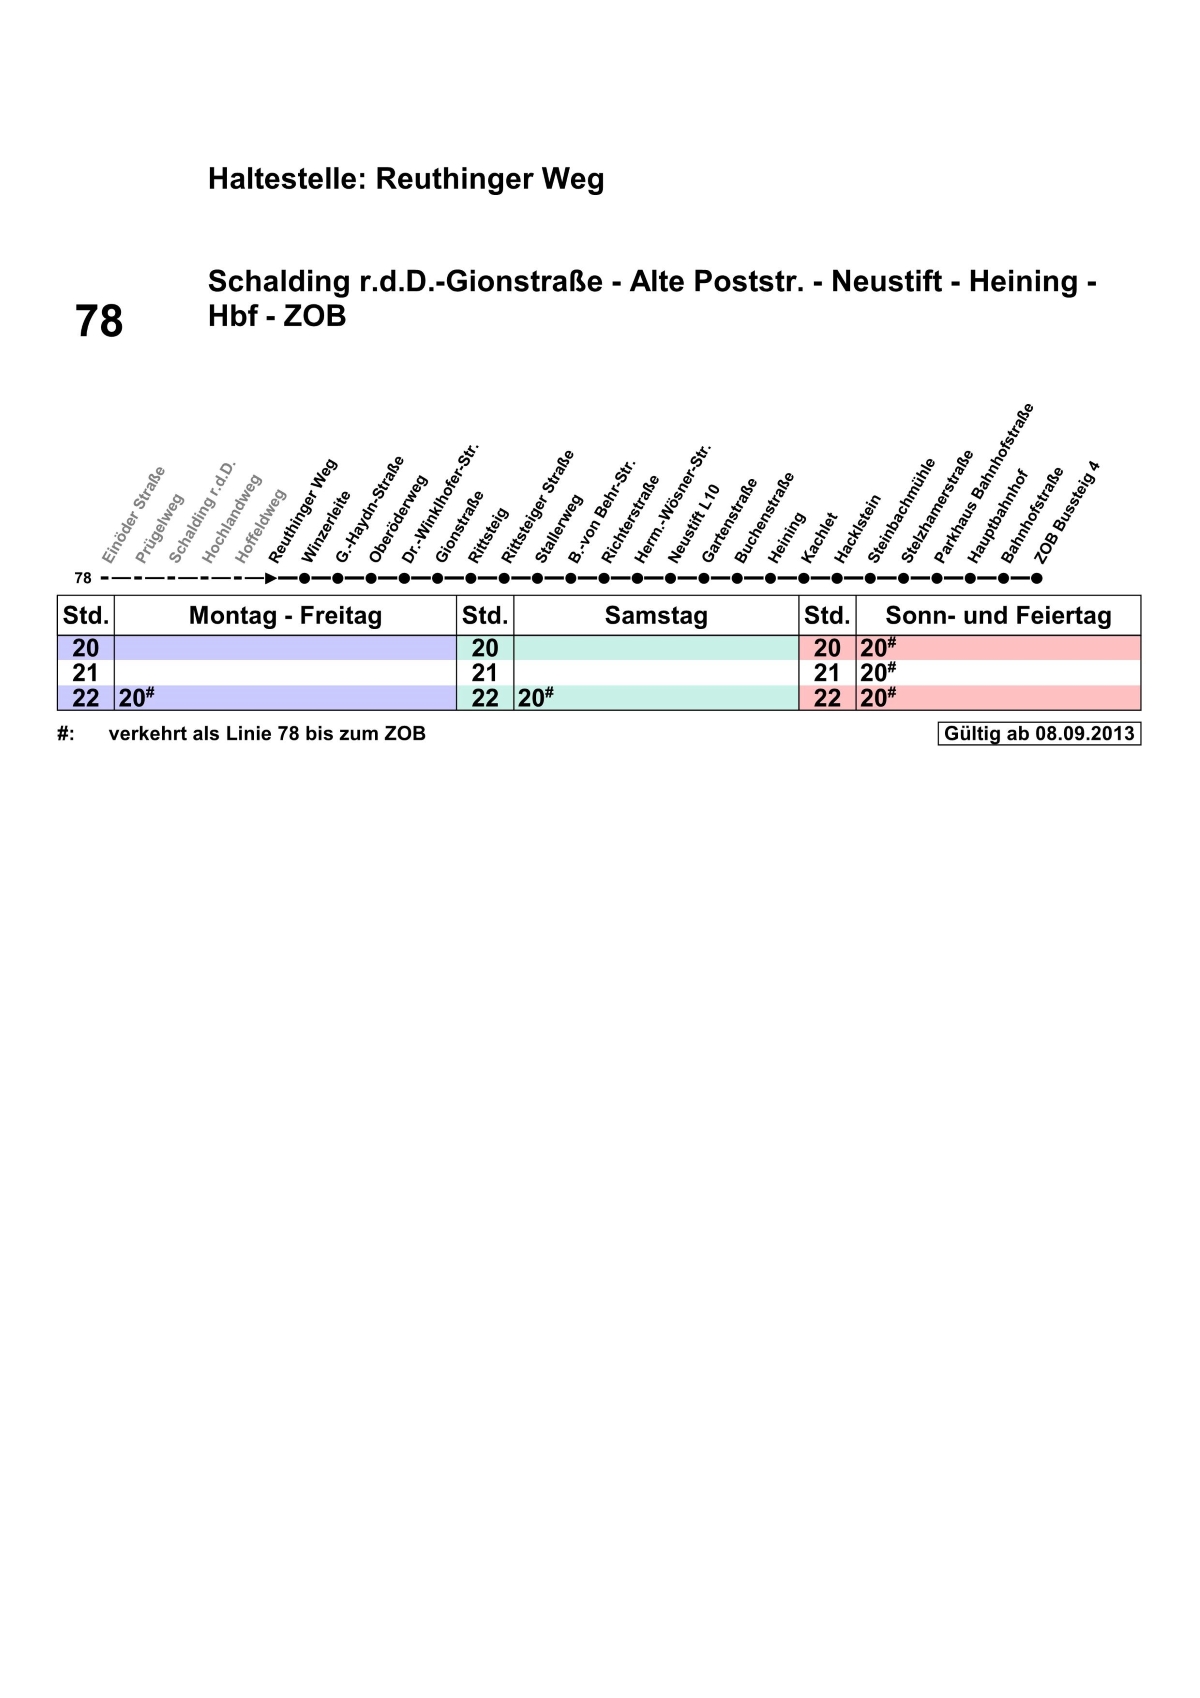 Haltestelle: Reuthinger Weg
78
Schalding r.d.D.-Gionstraße - Alte Poststr. - Neustift - Heining -
Hbf - ZOB
78
Einöder Straße
Prügelweg
Schalding r.d.D.
Hochlandweg
Hoffeldweg
Reuthinger Weg
Winzerleite
G.-Haydn-Straße
Oberöderweg
Dr.-Winklhofer-Str.
Gionstraße
Rittsteig
Rittsteiger Straße
Stallerweg
B.-von Behr-Str.
Richterstraße
Herm.-Wösner-Str.
Neustift L10
Gartenstraße
Buchenstraße
Heining
Kachlet
Hacklstein
Steinbachmühle
Stelzhamerstraße
Parkhaus Bahnhofstraße
Hauptbahnhof
Bahnhofstraße
ZOB Bussteig 4
Std. Montag - Freitag Std. Samstag Std. Sonn- und Feiertag
20 20 20 20#
21 21 21 20#
22 20# 22 20# 22 20#
#: verkehrt als Linie 78 bis zum ZOB
Gültig ab 08.09.2013